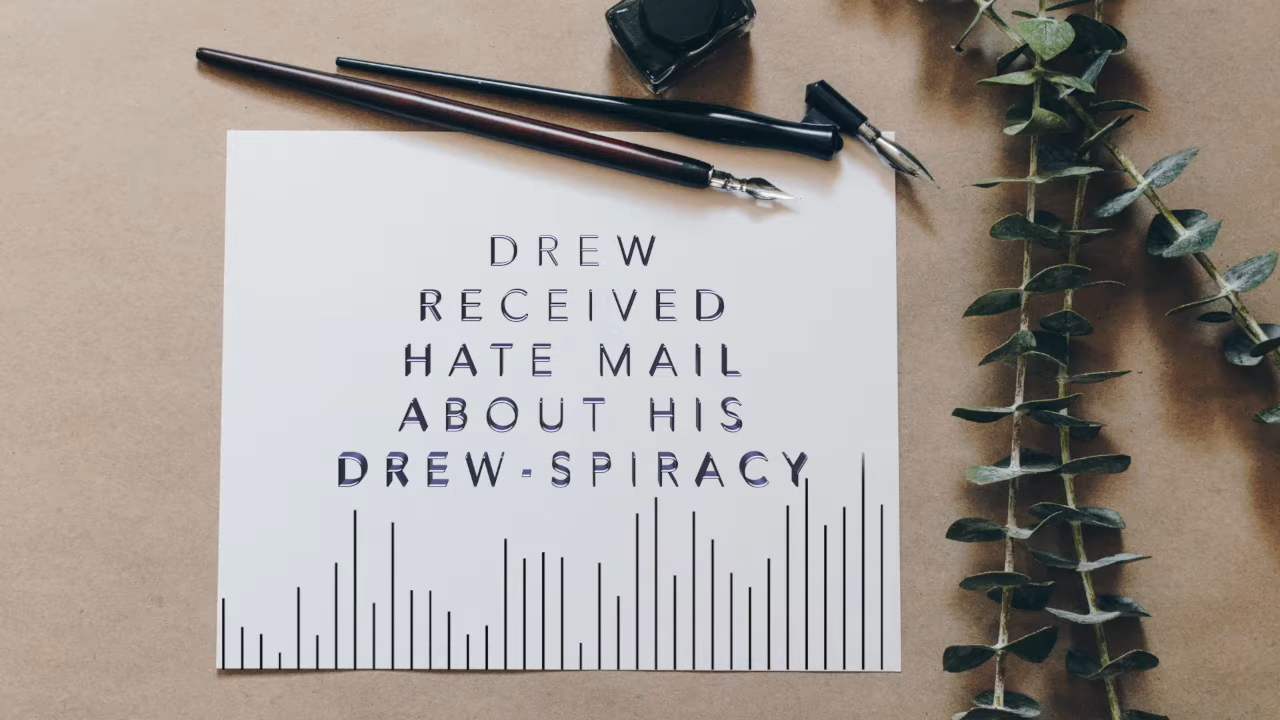 DREW
RECEIVED
HATE MAIL
ABOUT HIS
DREW-SPIRACY